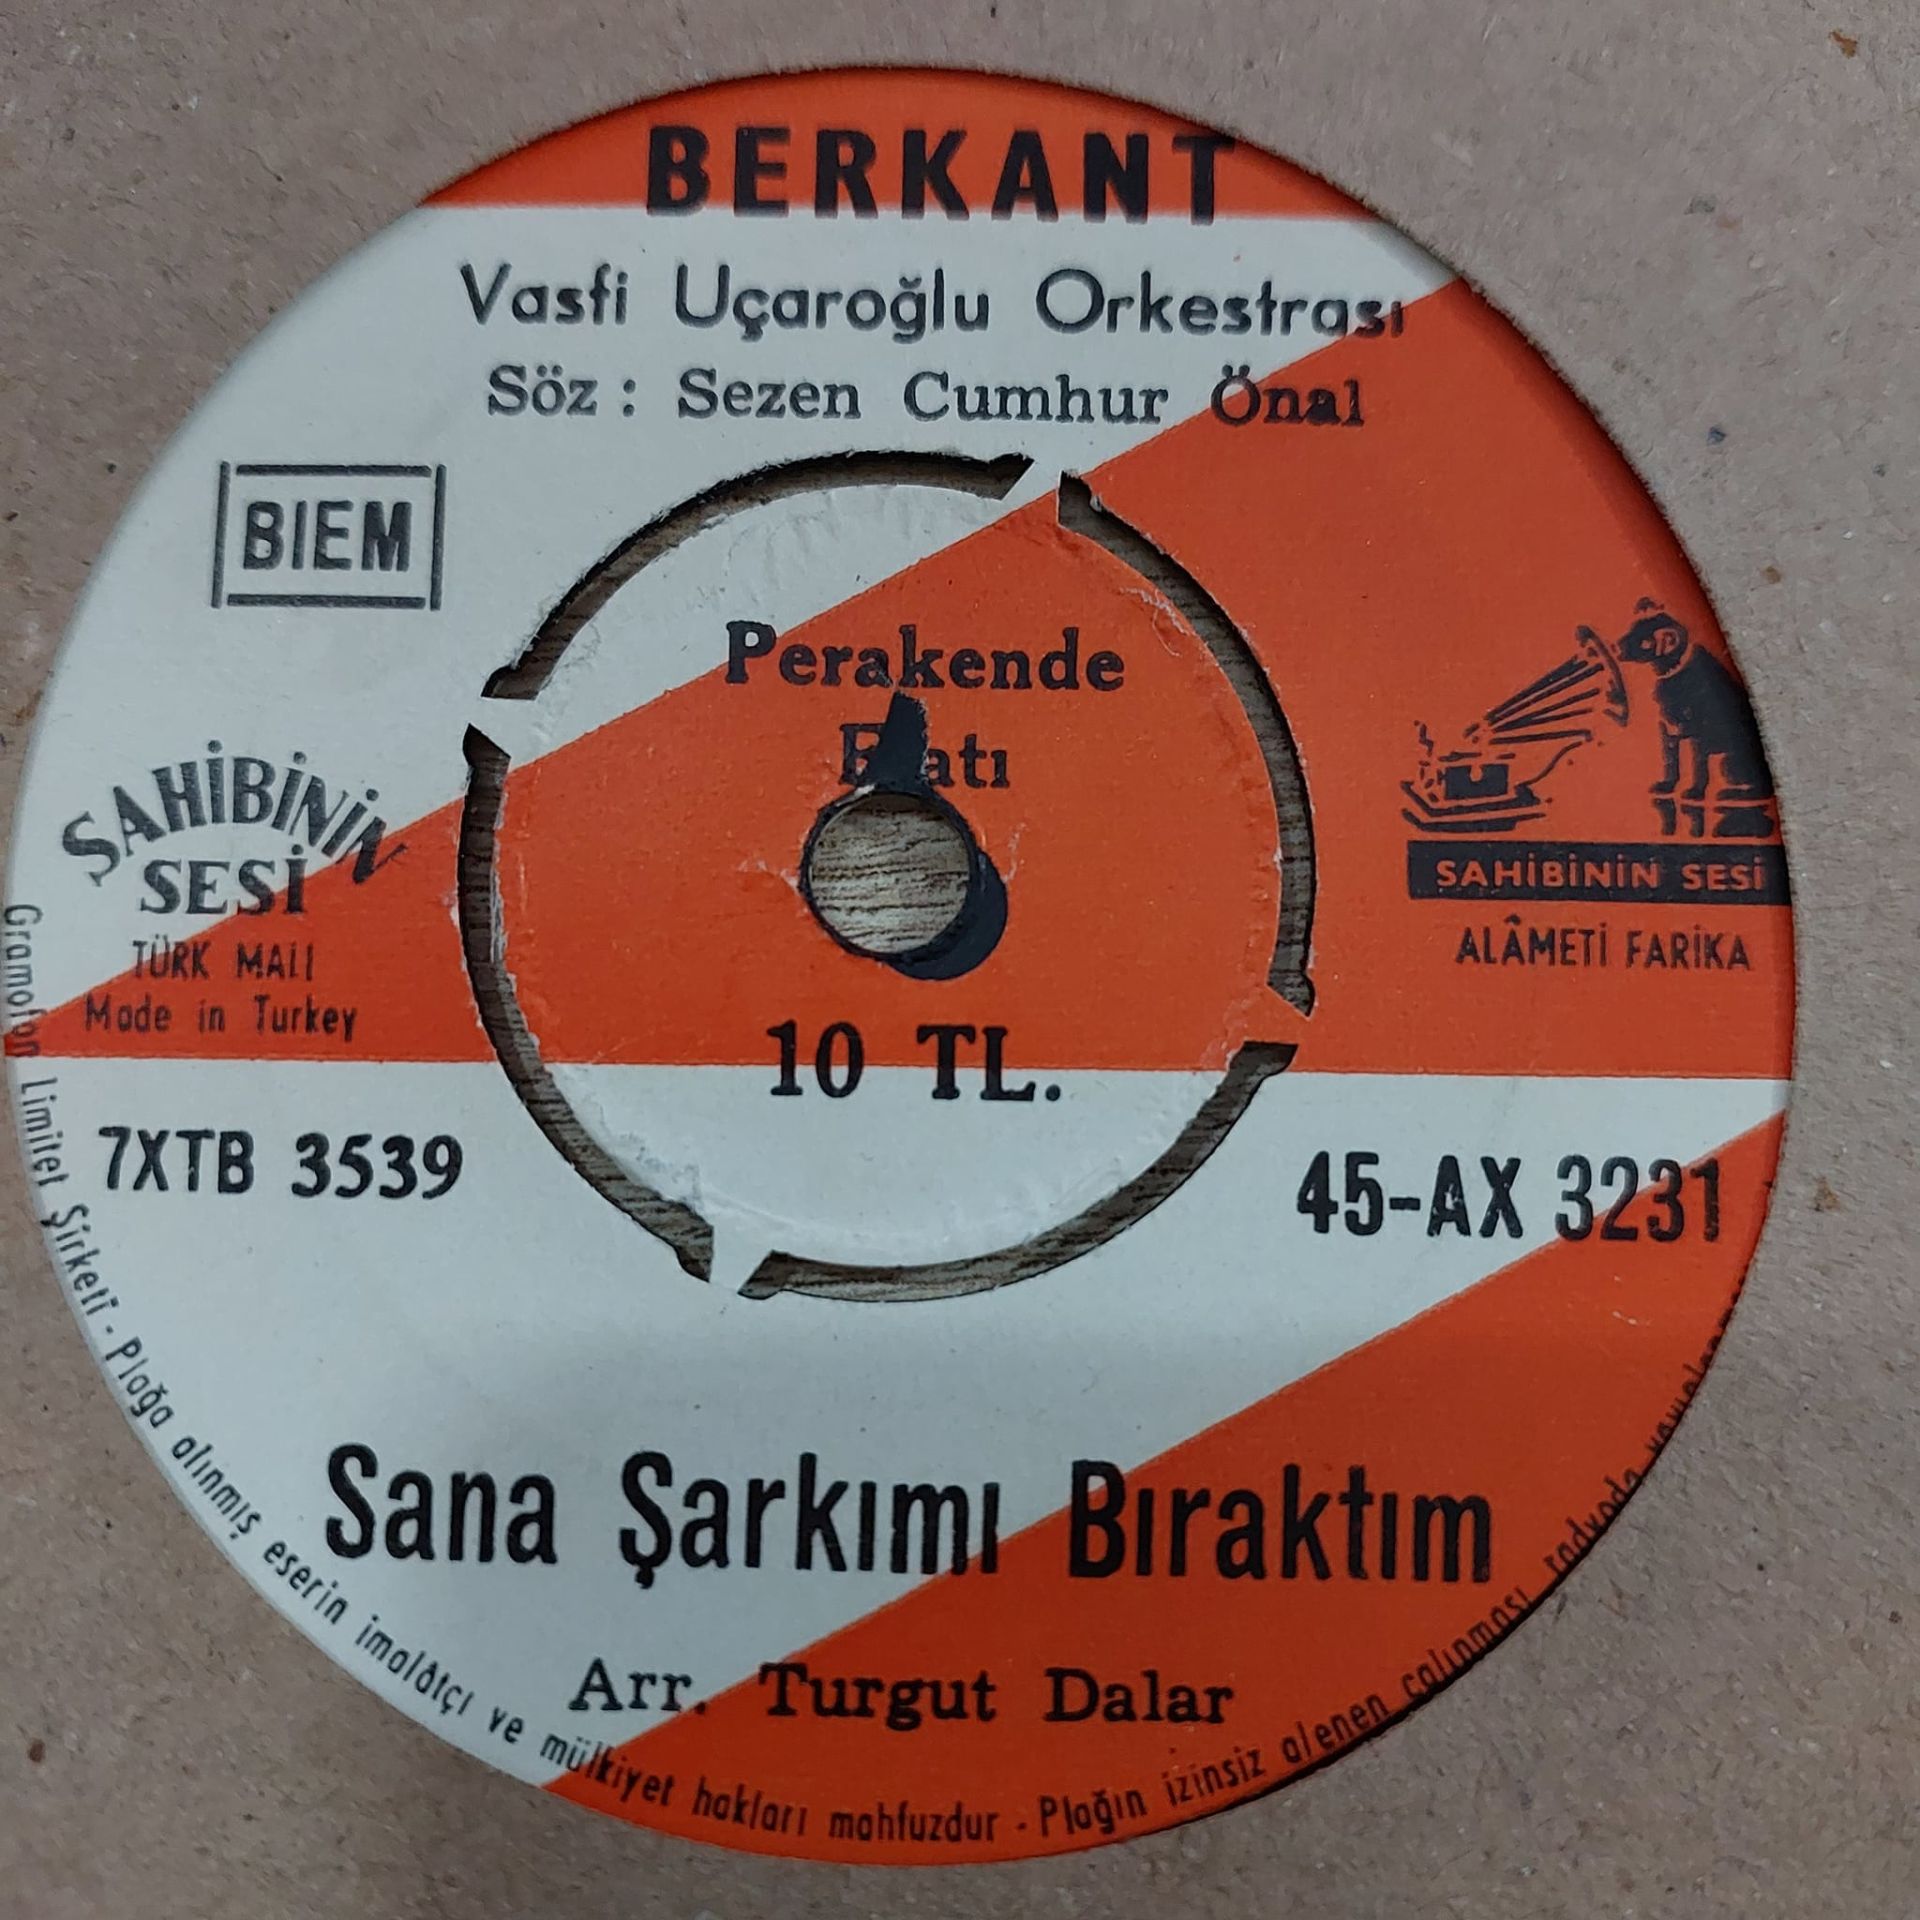 BERKANT
Vasfi Uçaroğlu Orkestrası
Söz : Sezen Cumhur Önal
BIEM
Perakende
SAHİBİNİN
SESİ
TÜRK MALI
Made in Turkey
SAHİBİNİN SESİ
ALÂMETİ FARİKA
10 TL.
7XTB 3539
45-AX 3231
Sana Şarkımı Bıraktım
Arr. Turgut Dalar
Gramofon Limitet Şirketi - Plağa alınmış eserin imalâtçı ve mülkiyet hakları mahfuzdur - Plağın izinsiz alenen çalınması radyoda